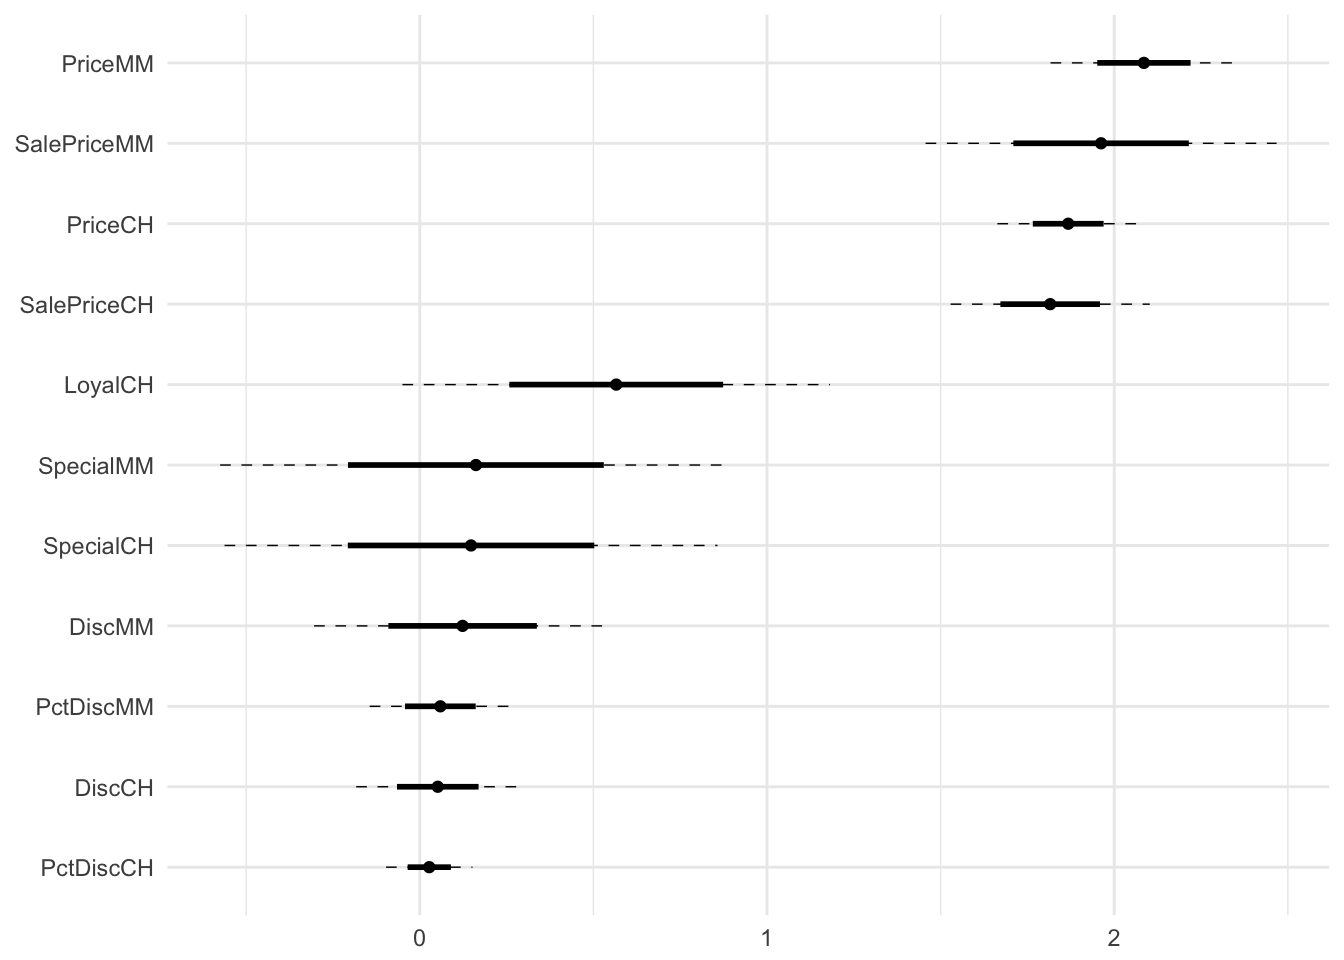 PriceMM
SalePriceMM
PriceCH
SalePriceCH
LoyalCH
SpecialMM
SpecialCH
DiscMM
PctDiscMM
DiscCH
PctDiscCH
0 1 2